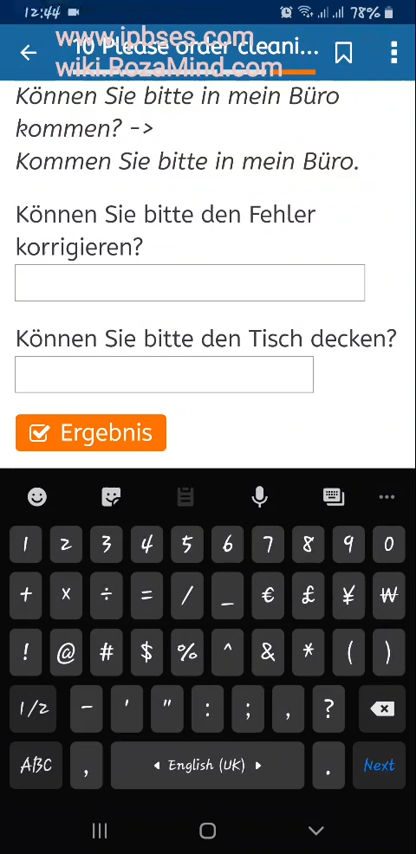 12:44
78%
www.ipbses.com
10 Please order cleani...
wiki.RozaMind.com
Können Sie bitte in mein Büro
kommen? ->
Kommen Sie bitte in mein Büro.
Können Sie bitte den Fehler
korrigieren?
Können Sie bitte den Tisch decken?
Ergebnis
1 2 3 4 5 6 7 8 9 0
+ × ÷ = / _ € £ ¥ ₩
! @ # $ % ^ & * ( )
1/2 - ' " : ; , ?
ABC , English (UK) . Next